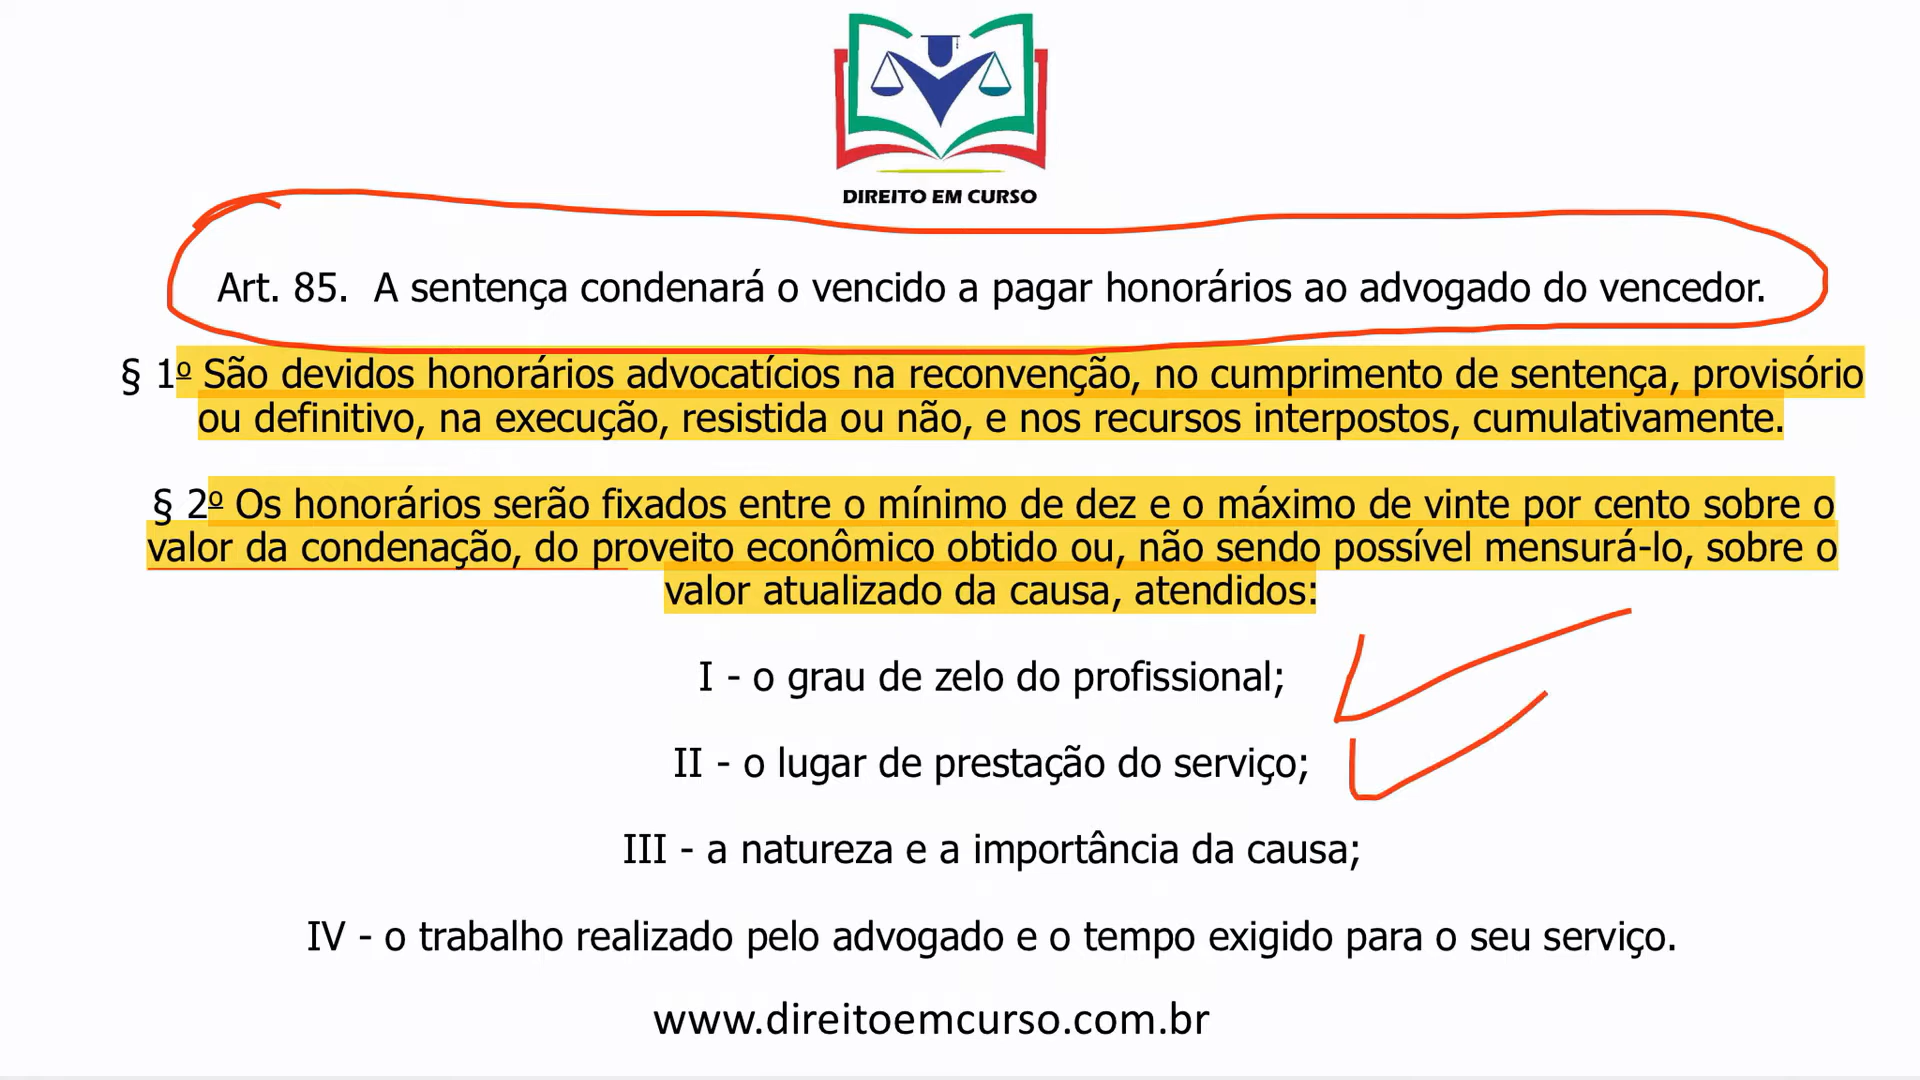 DIREITO EM CURSO
Art. 85.  A sentença condenará o vencido a pagar honorários ao advogado do vencedor.
§ 1º São devidos honorários advocatícios na reconvenção, no cumprimento de sentença, provisório
ou definitivo, na execução, resistida ou não, e nos recursos interpostos, cumulativamente.
§ 2º Os honorários serão fixados entre o mínimo de dez e o máximo de vinte por cento sobre o
valor da condenação, do proveito econômico obtido ou, não sendo possível mensurá-lo, sobre o
valor atualizado da causa, atendidos:
I - o grau de zelo do profissional;
II - o lugar de prestação do serviço;
III - a natureza e a importância da causa;
IV - o trabalho realizado pelo advogado e o tempo exigido para o seu serviço.
www.direitoemcurso.com.br